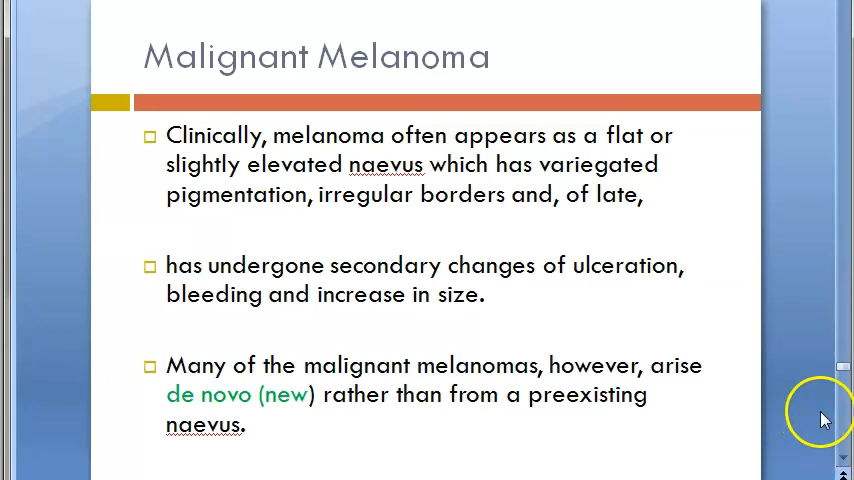 Malignant Melanoma
Clinically, melanoma often appears as a flat or
slightly elevated naevus which has variegated
pigmentation, irregular borders and, of late,
has undergone secondary changes of ulceration,
bleeding and increase in size.
Many of the malignant melanomas, however, arise
de novo (new) rather than from a preexisting
naevus.